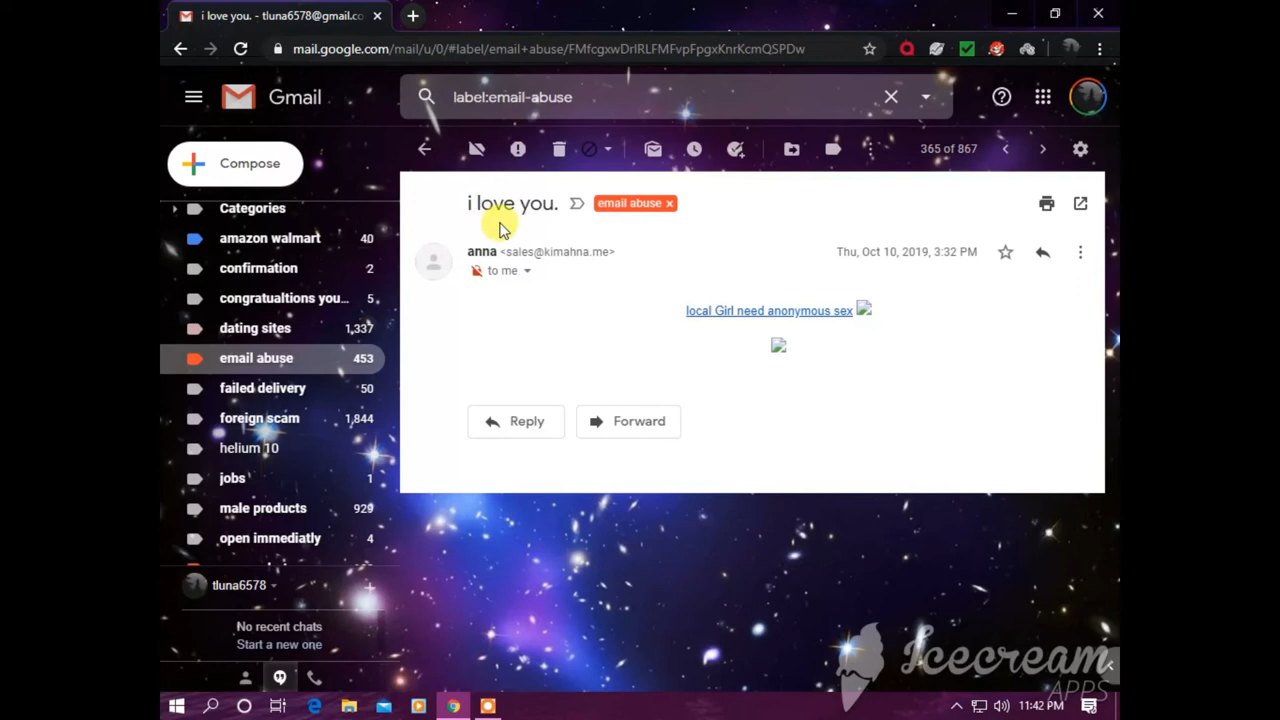 i love you. - tluna6578@gmail.co
mail.google.com/mail/u/0/#label/email+abuse/FMfcgxwDrlRLFMFvpFpgxKnrKcmQSPDw
Gmail
label:email-abuse
Compose
365 of 867
Categories
amazon walmart 40
confirmation 2
congratualtions you... 5
dating sites 1,337
email abuse 453
failed delivery 50
foreign scam 1,844
helium 10
jobs 1
male products 929
open immediatly 4
tluna6578
No recent chats
Start a new one
i love you.
email abuse x
anna <sales@kimahna.me>
Thu, Oct 10, 2019, 3:32 PM
to me
local Girl need anonymous sex
Reply
Forward
Icecream
APPS
11:42 PM